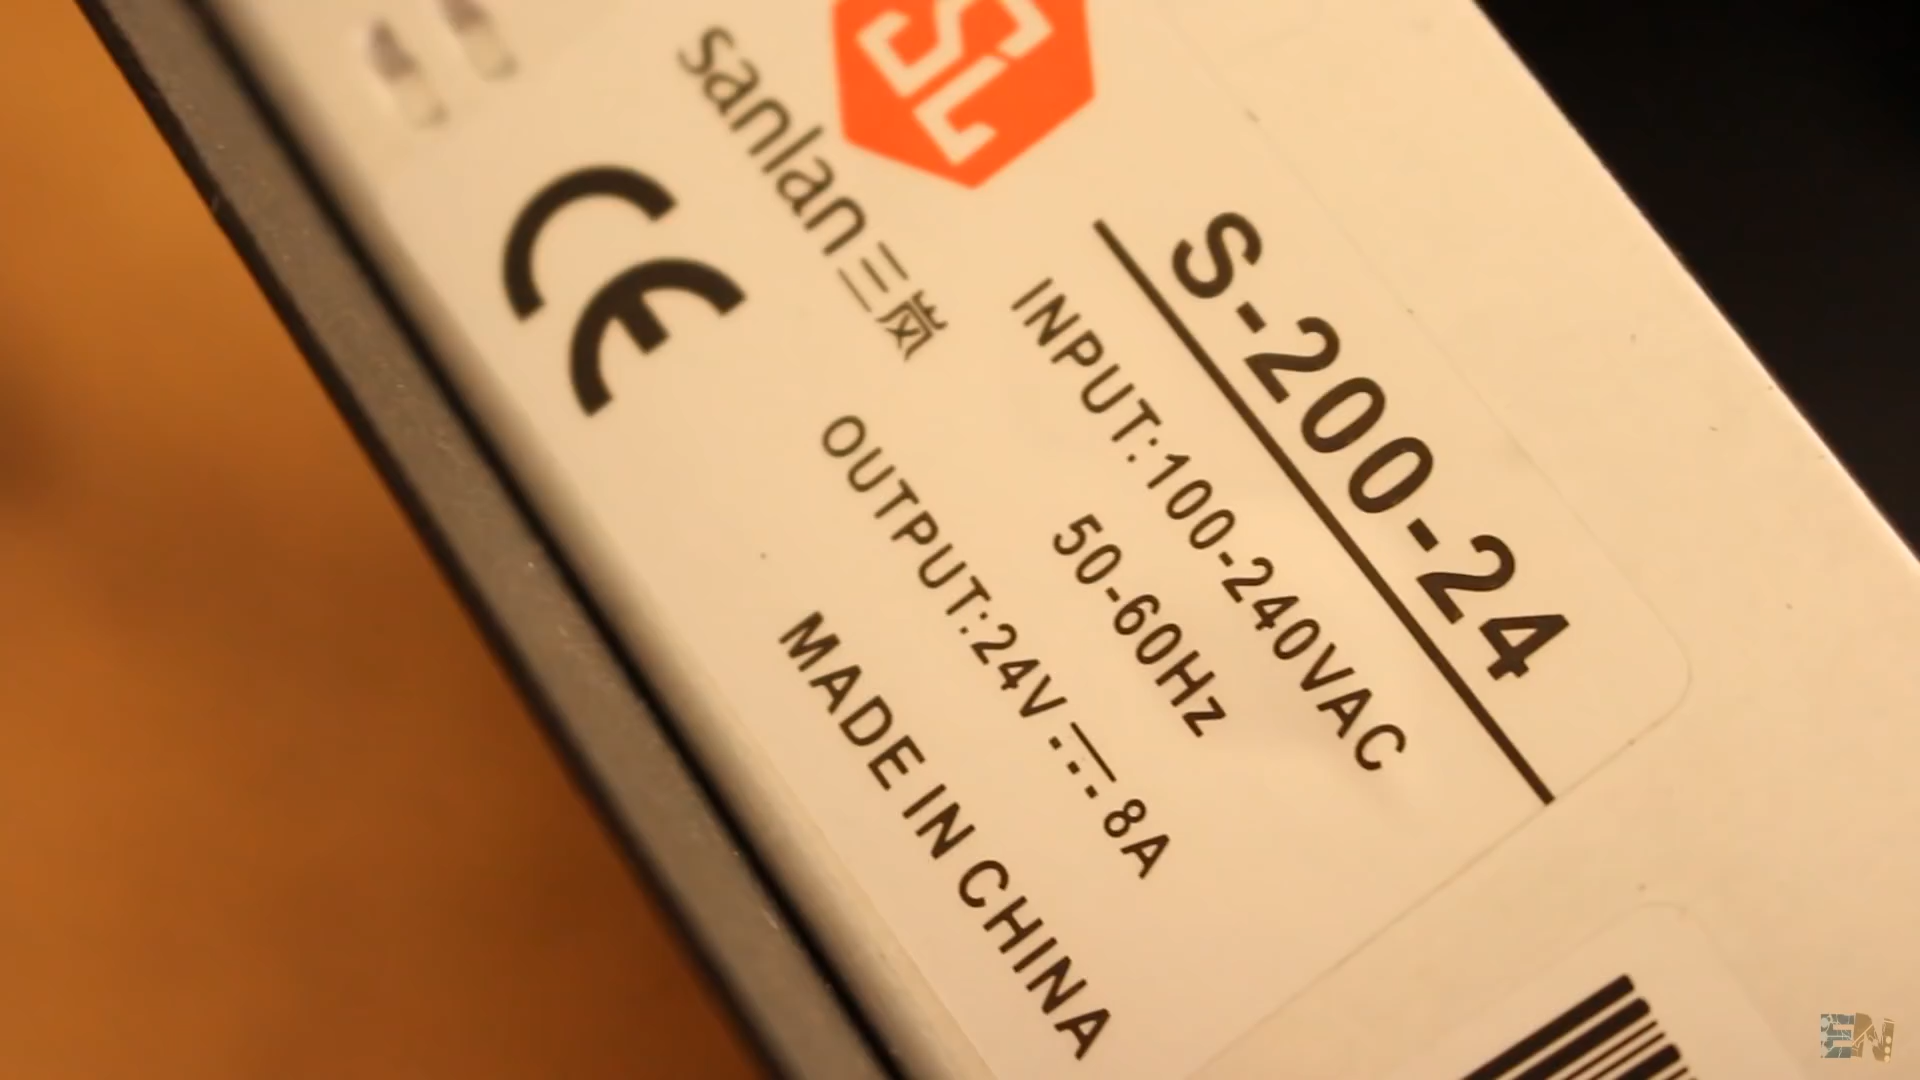 SL
sanlan三岚
S-200-24
INPUT:100-240VAC
50-60Hz
OUTPUT:24V⎓8A
CE
MADE IN CHINA
EN